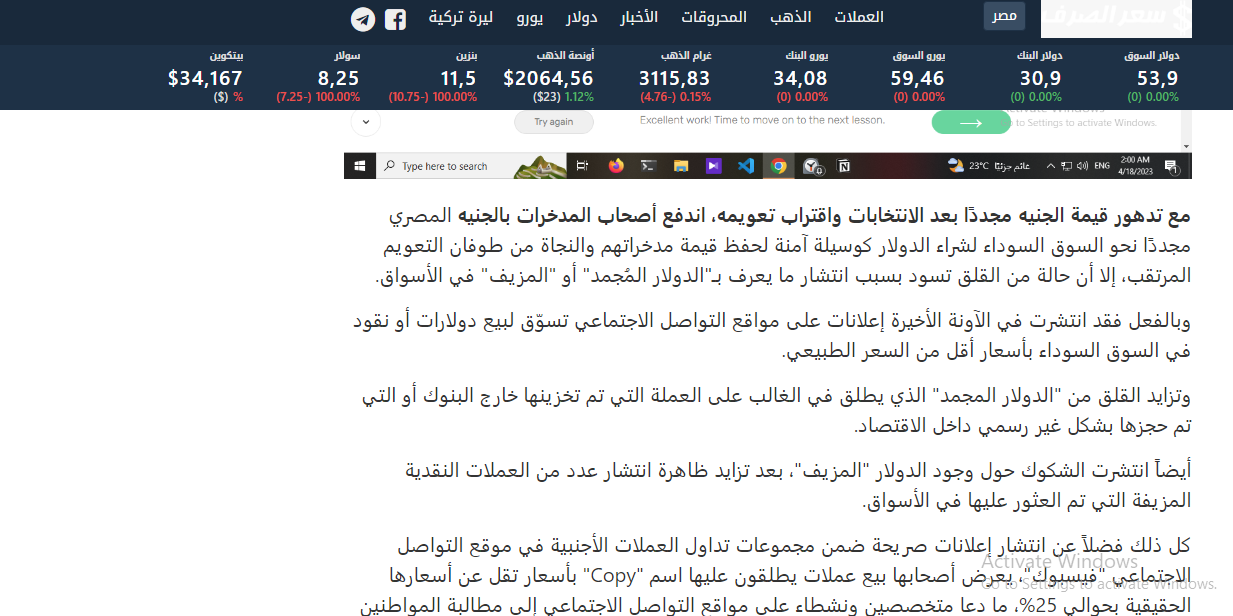 سعر الصرف
مصر
العملات الذهب المحروقات الأخبار دولار يورو ليرة تركية
دولار السوق دولار البنك يورو السوق يورو البنك غرام الذهب أونصة الذهب بنزين سولار بيتكوين
53,9 30,9 59,46 34,08 3115,83 $2064,56 11,5 8,25 $34,167
0.00% (0) 0.00% (0) 0.00% (0) 0.00% (0) 0.15% (-4.76) 1.12% ($23) 100.00% (-10.75) 100.00% (-7.25) % ($)
Try again
Excellent work! Time to move on to the next lesson.
to Settings to activate Windows.
Type here to search
23°C غائم جزئيًا
ENG
2:00 AM
4/18/2023
مع تدهور قيمة الجنيه مجددًا بعد الانتخابات واقتراب تعويمه، اندفع أصحاب المدخرات بالجنيه المصري
مجددًا نحو السوق السوداء لشراء الدولار كوسيلة آمنة لحفظ قيمة مدخراتهم والنجاة من طوفان التعويم
المرتقب، إلا أن حالة من القلق تسود بسبب انتشار ما يعرف بـ"الدولار المُجمد" أو "المزيف" في الأسواق.
وبالفعل فقد انتشرت في الآونة الأخيرة إعلانات على مواقع التواصل الاجتماعي تسوّق لبيع دولارات أو نقود
في السوق السوداء بأسعار أقل من السعر الطبيعي.
وتزايد القلق من "الدولار المجمد" الذي يطلق في الغالب على العملة التي تم تخزينها خارج البنوك أو التي
تم حجزها بشكل غير رسمي داخل الاقتصاد.
أيضاً انتشرت الشكوك حول وجود الدولار "المزيف"، بعد تزايد ظاهرة انتشار عدد من العملات النقدية
المزيفة التي تم العثور عليها في الأسواق.
كل ذلك فضلاً عن انتشار إعلانات صريحة ضمن مجموعات تداول العملات الأجنبية في موقع التواصل
الاجتماعي "فيسبوك"، يعرض أصحابها بيع عملات يطلقون عليها اسم "Copy" بأسعار تقل عن أسعارها
الحقيقية بحوالي 25%، ما دعا متخصصين ونشطاء على مواقع التواصل الاجتماعي إلى مطالبة المواطنين
Activate Windows
Go to Settings to activate Windows.